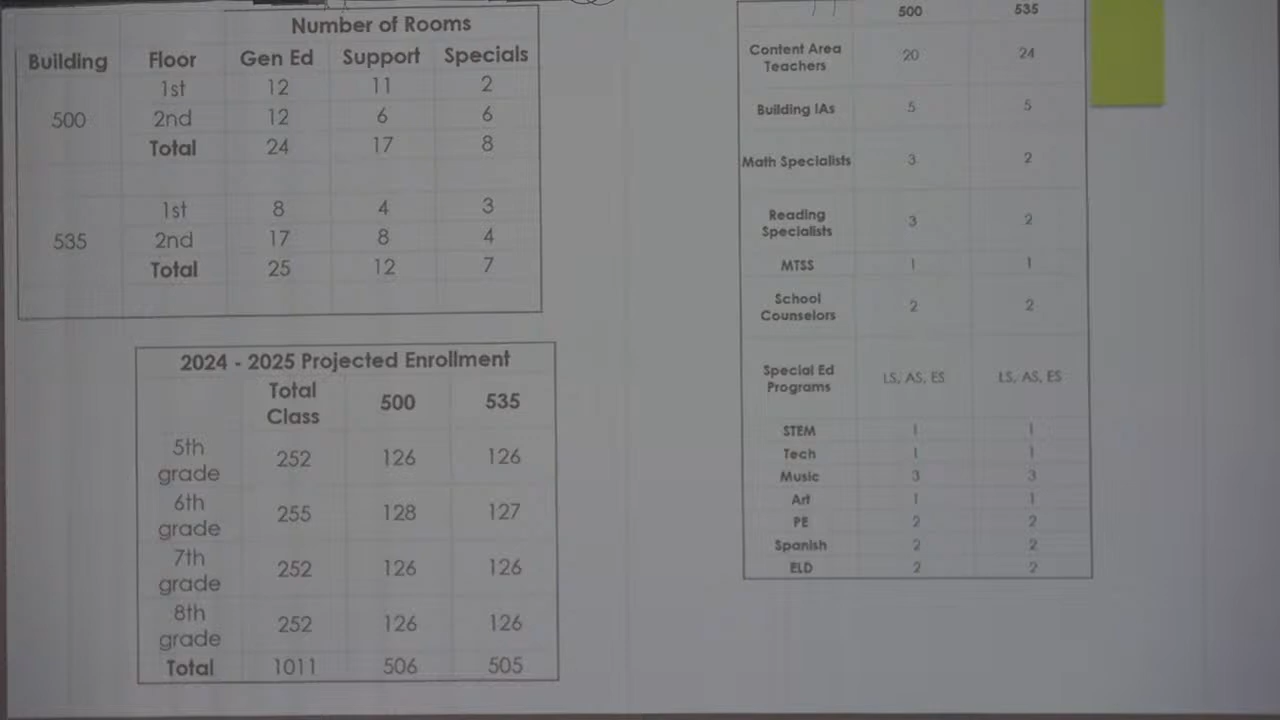 Number of Rooms
Building Floor Gen Ed Support Specials
1st 12 11 2
500 2nd 12 6 6
Total 24 17 8
1st 8 4 3
535 2nd 17 8 4
Total 25 12 7
2024 - 2025 Projected Enrollment
Total
Class 500 535
5th
grade 252 126 126
6th
grade 255 128 127
7th
grade 252 126 126
8th
grade 252 126 126
Total 1011 506 505
500 535
Content Area
Teachers 20 24
Building IAs 5 5
Math Specialists 3 2
Reading
Specialists 3 2
MTSS 1 1
School
Counselors 2 2
Special Ed
Programs LS, AS, ES LS, AS, ES
STEM 1 1
Tech 1 1
Music 3 3
Art 1 1
PE 2 2
Spanish 2 2
ELD 2 2